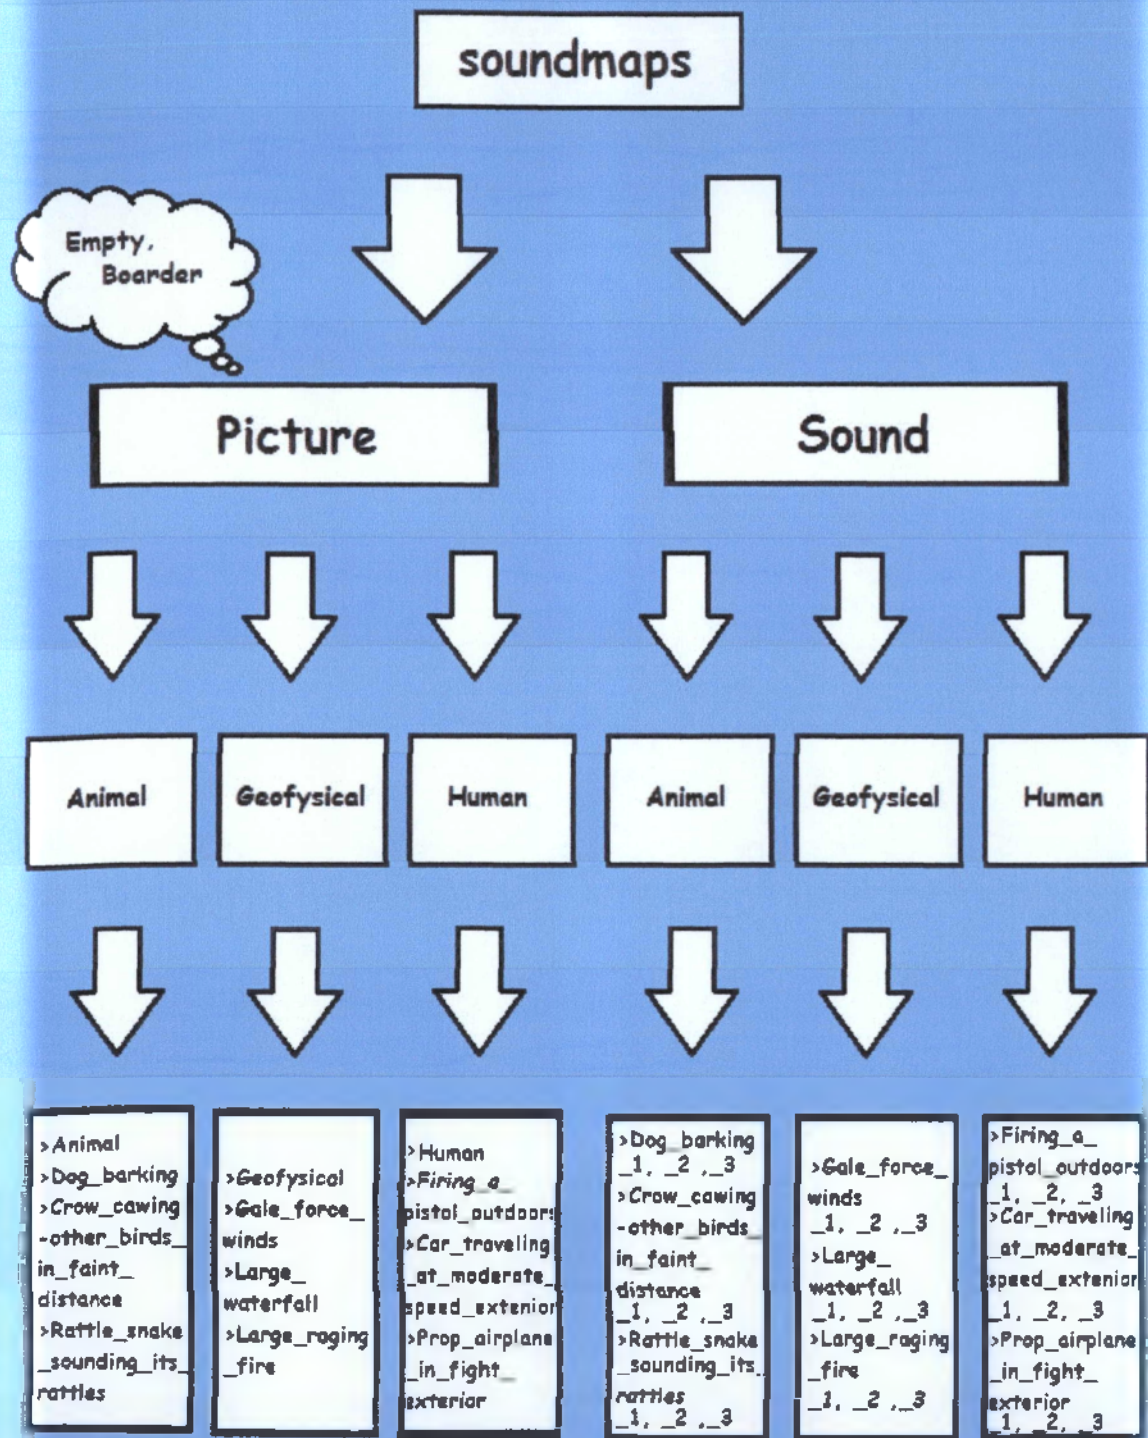 soundmaps
Empty,
Boarder
Picture
Sound
Animal
Geofysical
Human
Animal
Geofysical
Human
>Animal
>Dog_barking
>Crow_cawing
-other_birds_
in_faint_
distance
>Rattle_snake
_sounding_its_
rattles
>Geofysical
>Gale_force_
winds
>Large_
waterfall
>Large_raging
_fire
>Human
>Firing_a_
pistol_outdoors
>Car_traveling
_at_moderate_
speed_exterior
>Prop_airplane
_in_fight_
exterior
>Dog_barking
_1, _2 ,_3
>Crow_cawing
-other_birds_
in_faint_
distance
_1, _2 ,_3
>Rattle_snake
_sounding_its_
rattles
_1, _2 ,_3
>Gale_force_
winds
_1, _2 ,_3
>Large_
waterfall
_1, _2 ,_3
>Large_raging
_fire
_1, _2 ,_3
>Firing_a_
pistol_outdoors
_1, _2, _3
>Car_traveling
_at_moderate_
speed_exterior
_1, _2, _3
>Prop_airplane
_in_fight_
exterior
_1, _2, _3